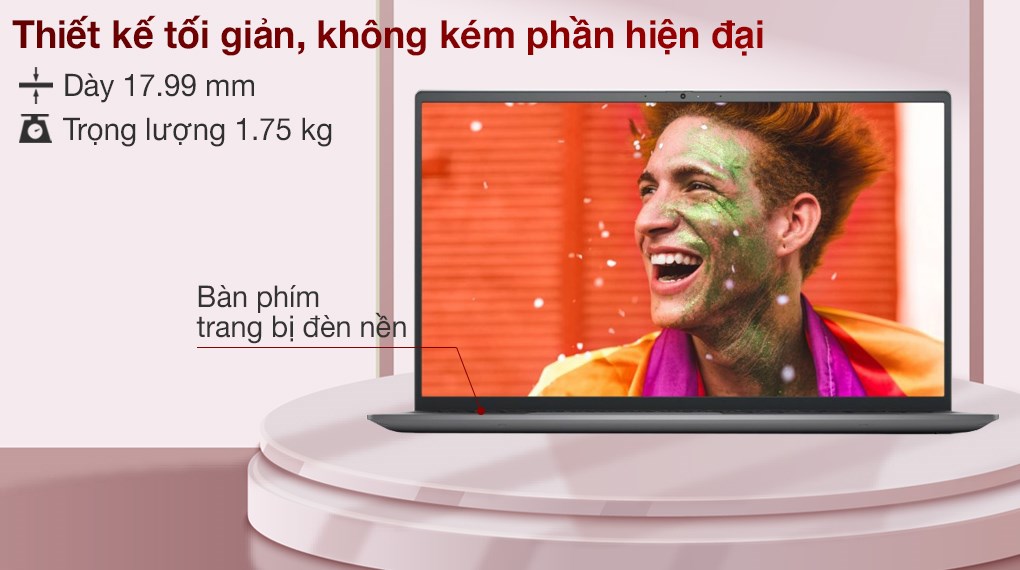 Thiết kế tối giản, không kém phần hiện đại
Dày 17.99 mm
Trọng lượng 1.75 kg
Bàn phím
trang bị đèn nền